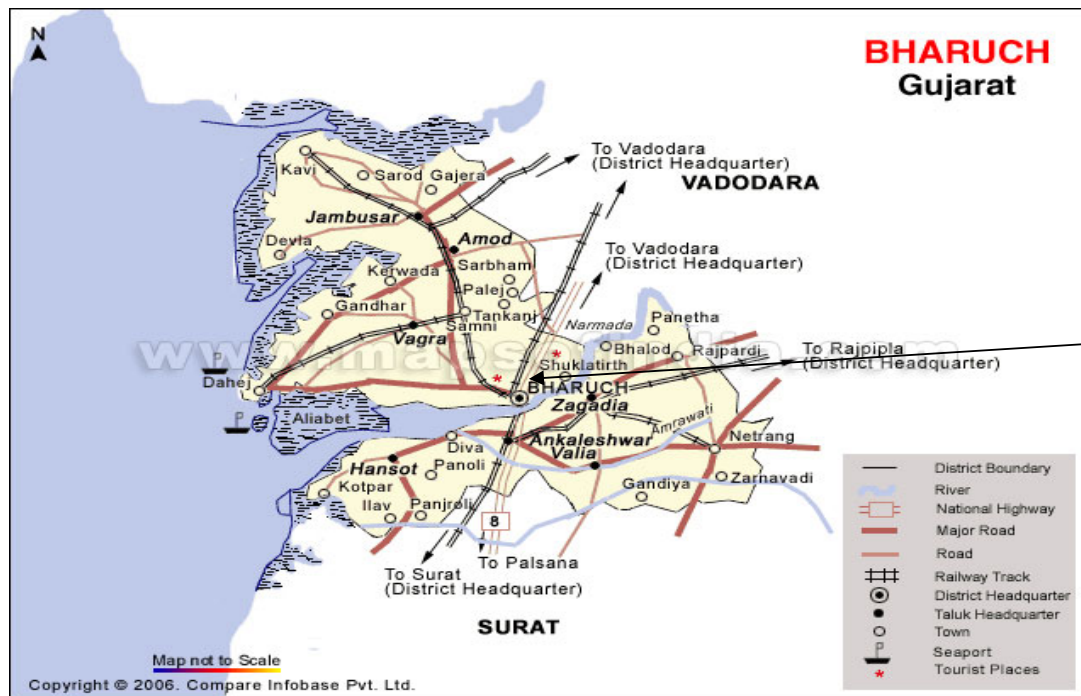 N
BHARUCH
Gujarat
To Vadodara
(District Headquarter)
VADODARA
Kavi
Sarod
Gajera
Jambusar
Amod
Devla
To Vadodara
(District Headquarter)
Sarbham
Kerwada
Palej
Gandhar
Tankanj
Samni
Narmada
Panetha
Vagra
Bhalod
Rajpardi
To Rajpipla
(District Headquarter)
www.mapsofindia.com
Shuklatirth
Dahej
BHARUCH
Zagadia
Aliabet
Amrawati
Diva
Ankaleshwar
Netrang
Hansot
Panoli
Valia
Zarnavadi
Kotpar
Gandiya
Ilav
Panjroli
8
To Palsana
To Surat
(District Headquarter)
SURAT
District Boundary
River
National Highway
Major Road
Road
Railway Track
District Headquarter
Taluk Headquarter
Town
P Seaport
Tourist Places
P
P
Map not to Scale
Copyright © 2006. Compare Infobase Pvt. Ltd.